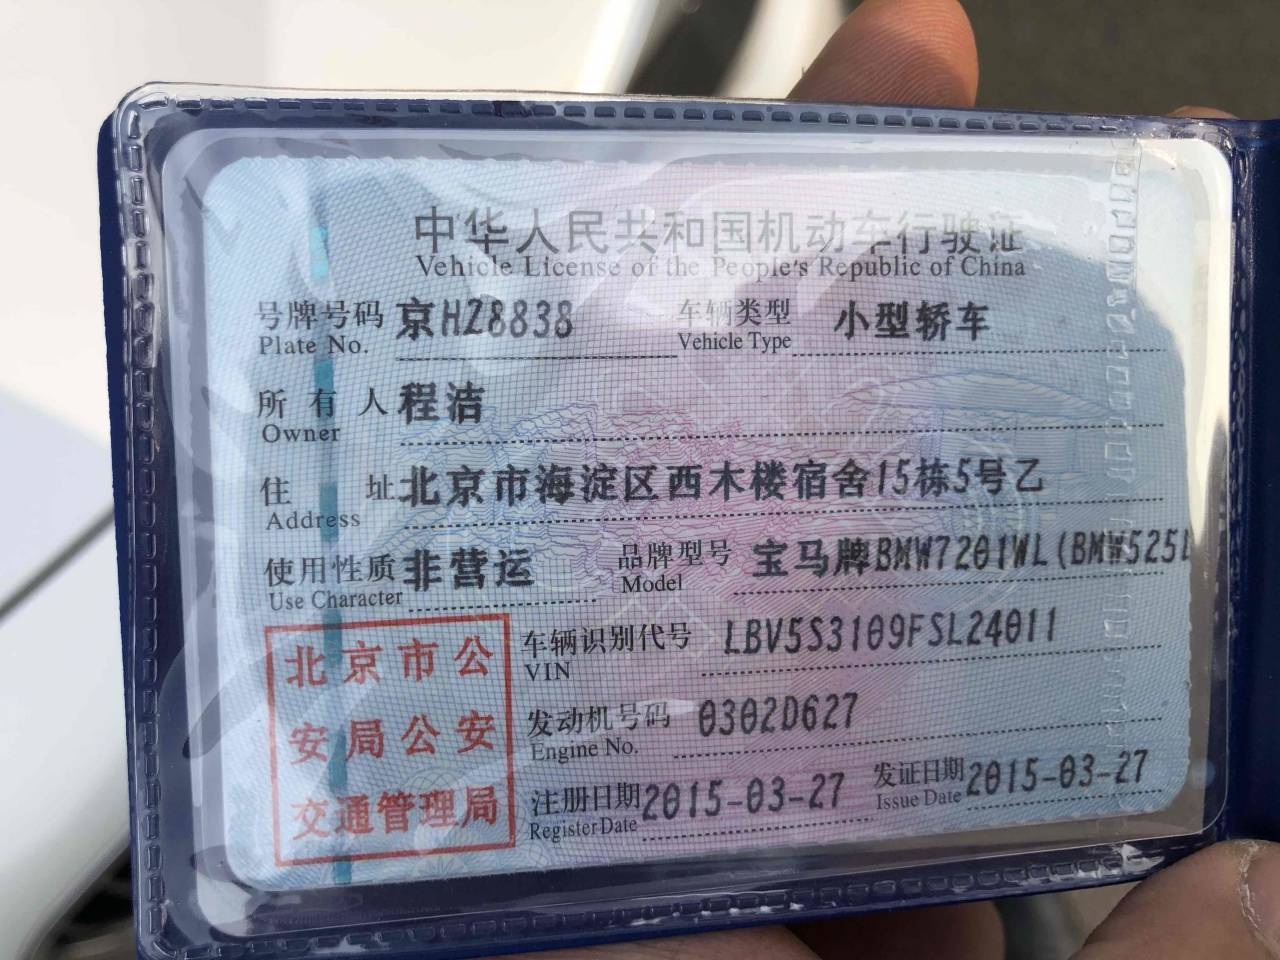 中华人民共和国机动车行驶证
Vehicle License of the People's Republic of China
号牌号码 京HZ8838 车辆类型 小型轿车
Plate No. Vehicle Type
所有人 程洁
Owner
住址 北京市海淀区西木楼宿舍15栋5号乙
Address
使用性质 非营运 品牌型号 宝马牌BMW7201WL(BMW525L
Use Character Model
车辆识别代号 LBV5S3109FSL24011
VIN
发动机号码 0302D627
Engine No.
注册日期 2015-03-27 发证日期 2015-03-27
Register Date Issue Date
北京市公
安局公安
交通管理局